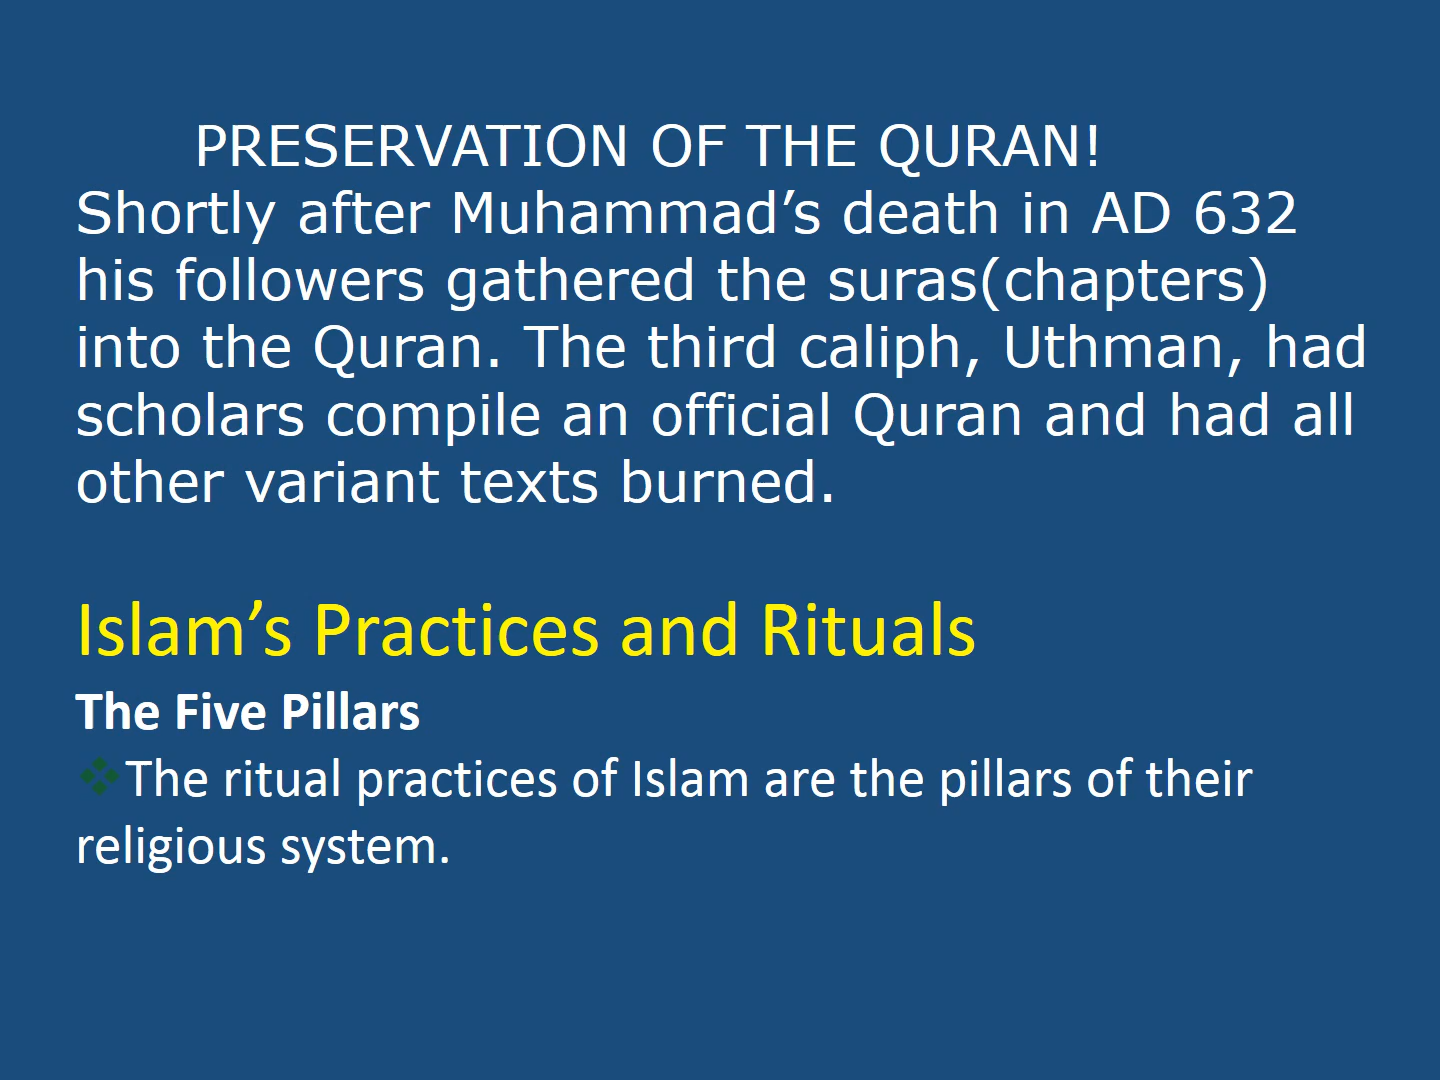 PRESERVATION OF THE QURAN!
Shortly after Muhammad’s death in AD 632
his followers gathered the suras(chapters)
into the Quran. The third caliph, Uthman, had
scholars compile an official Quran and had all
other variant texts burned.
Islam’s Practices and Rituals
The Five Pillars
❖The ritual practices of Islam are the pillars of their
religious system.